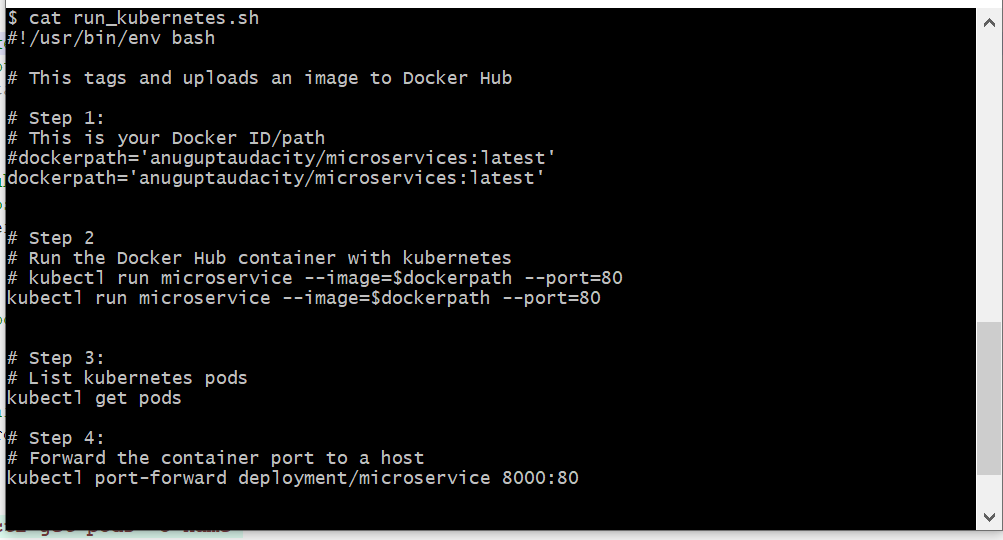 $ cat run_kubernetes.sh
#!/usr/bin/env bash
# This tags and uploads an image to Docker Hub
# Step 1:
# This is your Docker ID/path
#dockerpath='anuguptaudacity/microservices:latest'
dockerpath='anuguptaudacity/microservices:latest'
# Step 2
# Run the Docker Hub container with kubernetes
# kubectl run microservice --image=$dockerpath --port=80
kubectl run microservice --image=$dockerpath --port=80
# Step 3:
# List kubernetes pods
kubectl get pods
# Step 4:
# Forward the container port to a host
kubectl port-forward deployment/microservice 8000:80